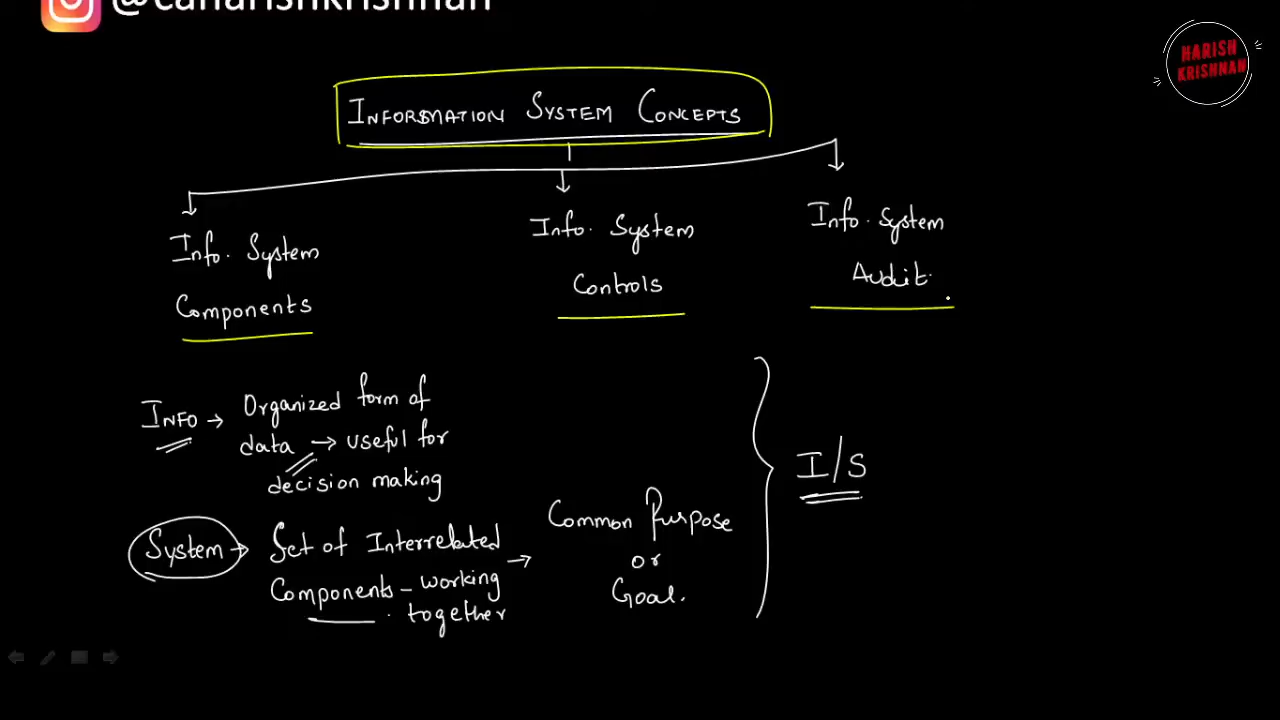 @caharishkrishnan
HARISH
KRISHNAN
INFORMATION SYSTEM CONCEPTS
Info. System
Components
Info. System
Controls
Info. System
Audit
INFO → Organized form of
data → useful for
decision making
System → Set of Interrelated
Components - working
together
→ Common Purpose
or
Goal.
I/S